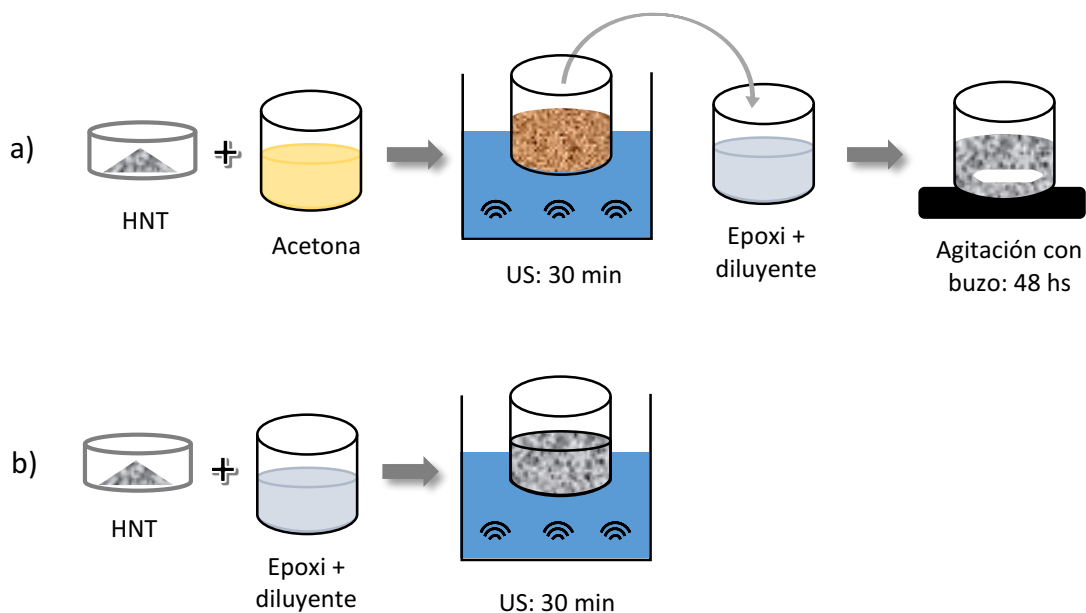 a)
HNT
+
Acetona
US: 30 min
Epoxi +
diluyente
Agitación con
buzo: 48 hs
b)
HNT
+
Epoxi +
diluyente
US: 30 min